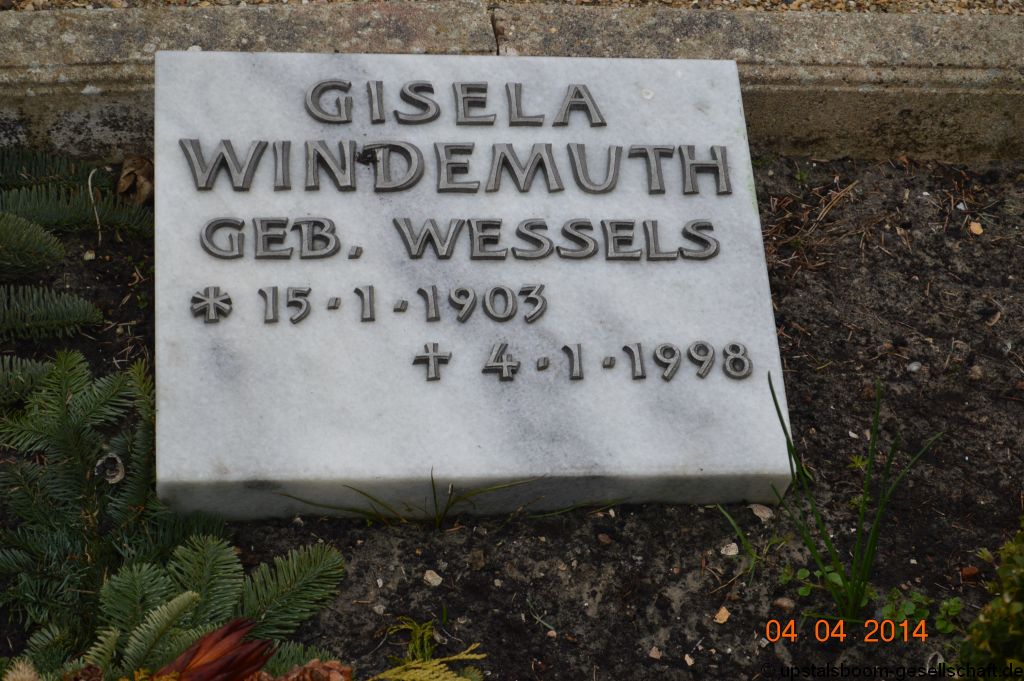 GISELA
WINDEMUTH
GEB. WESSELS
* 15-1-1903
† 4-1-1998
04 04 2014
© upstalsboom-gesellschaft.de